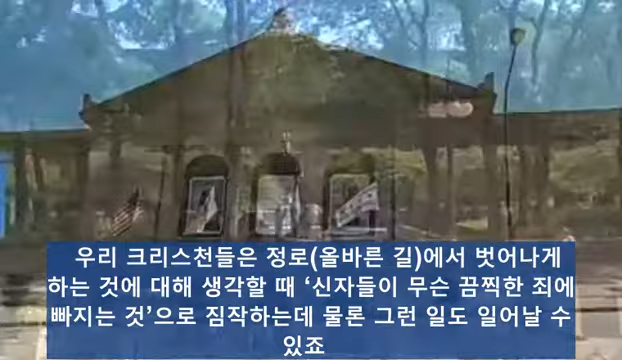 우리 크리스천들은 정로(올바른 길)에서 벗어나게
하는 것에 대해 생각할 때 ‘신자들이 무슨 끔찍한 죄에
빠지는 것’으로 짐작하는데 물론 그런 일도 일어날 수
있죠